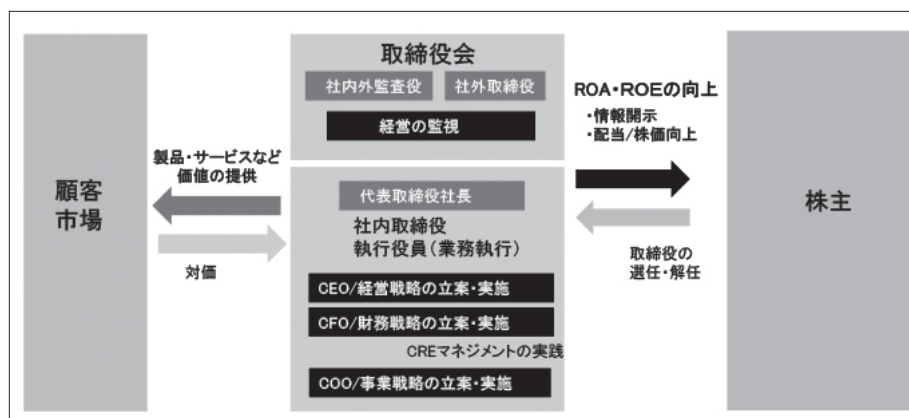 顧客
市場
製品・サービスなど
価値の提供
対価
取締役会
社内外監査役
社外取締役
経営の監視
代表取締役社長
社内取締役
執行役員(業務執行)
CEO/経営戦略の立案・実施
CFO/財務戦略の立案・実施
CREマネジメントの実践
COO/事業戦略の立案・実施
ROA・ROEの向上
・情報開示
・配当/株価向上
取締役の
選任・解任
株主